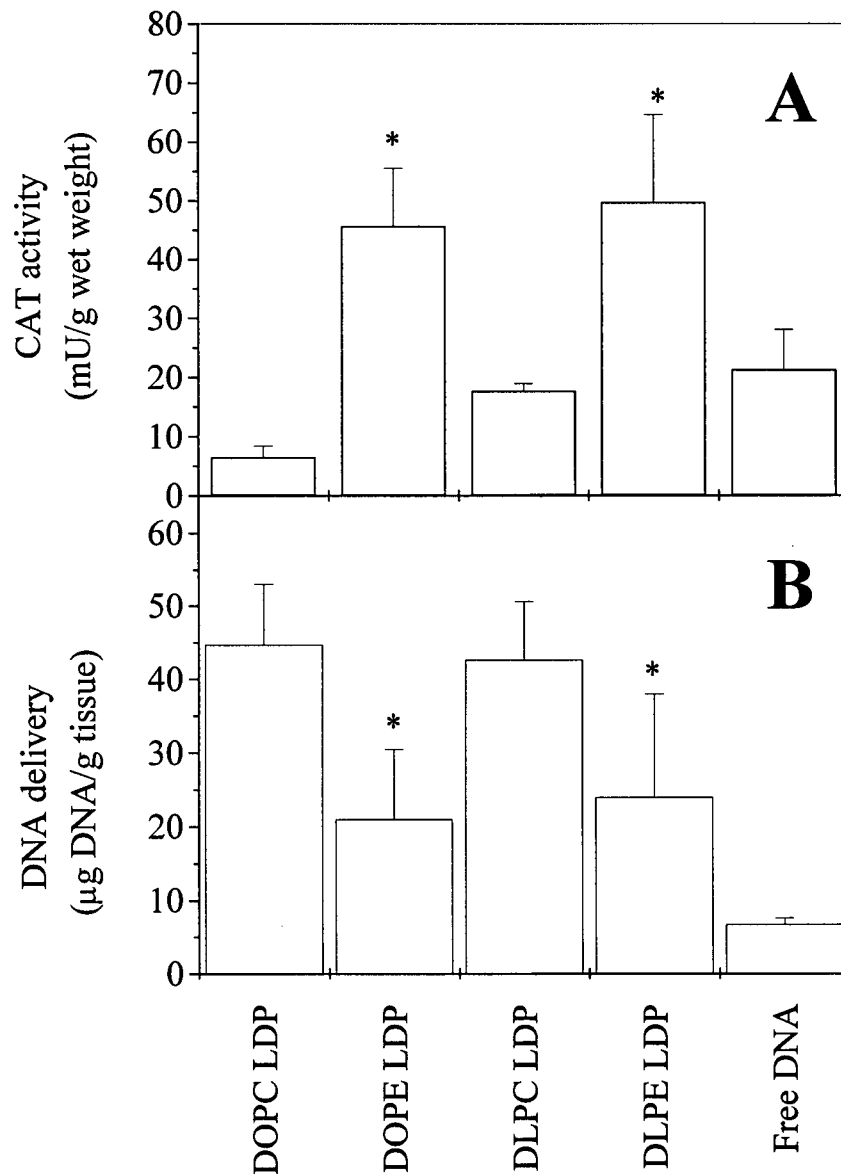 80
70
60
50
40
30
20
10
0
CAT activity
(mU/g wet weight)
A
*
*
60
50
40
30
20
10
0
DNA delivery
(µg DNA/g tissue)
B
*
*
DOPC LDP
DOPE LDP
DLPC LDP
DLPE LDP
Free DNA